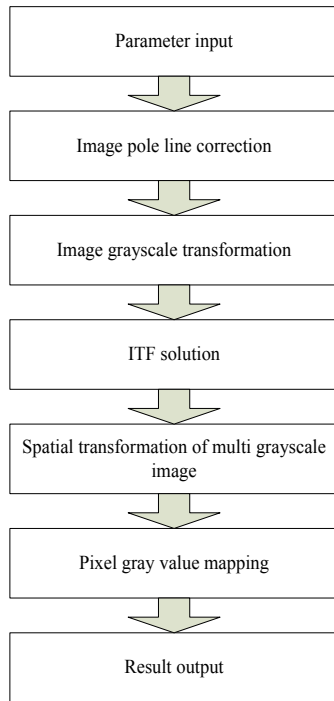 Parameter input
Image pole line correction
Image grayscale transformation
ITF solution
Spatial transformation of multi grayscale
image
Pixel gray value mapping
Result output